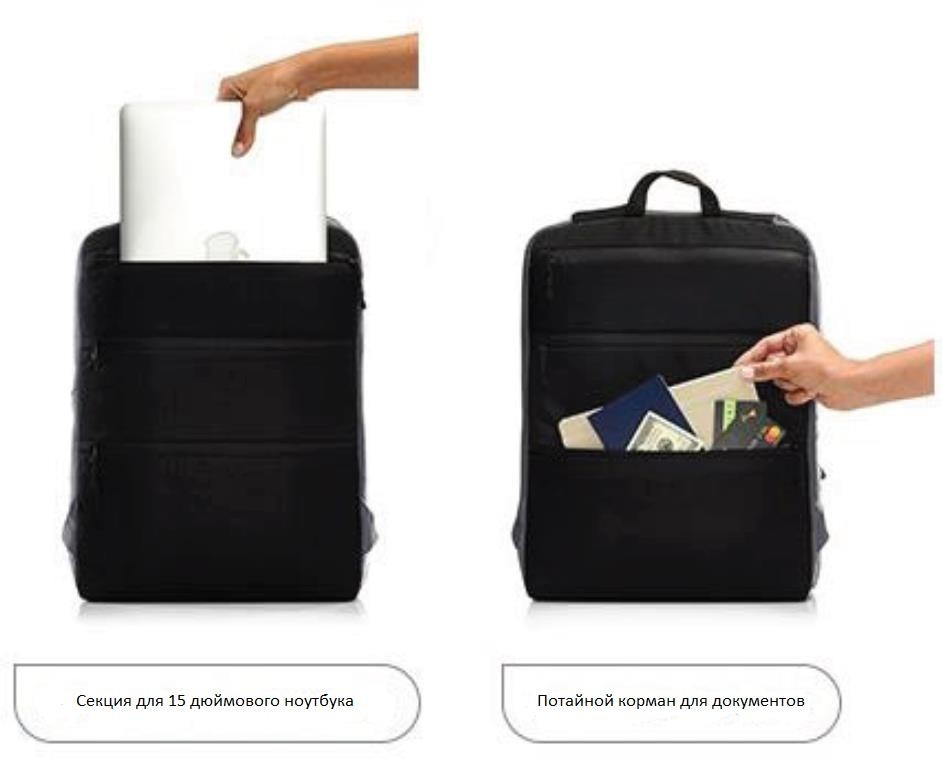 Секция для 15 дюймового ноутбука
Потайной корман для документов